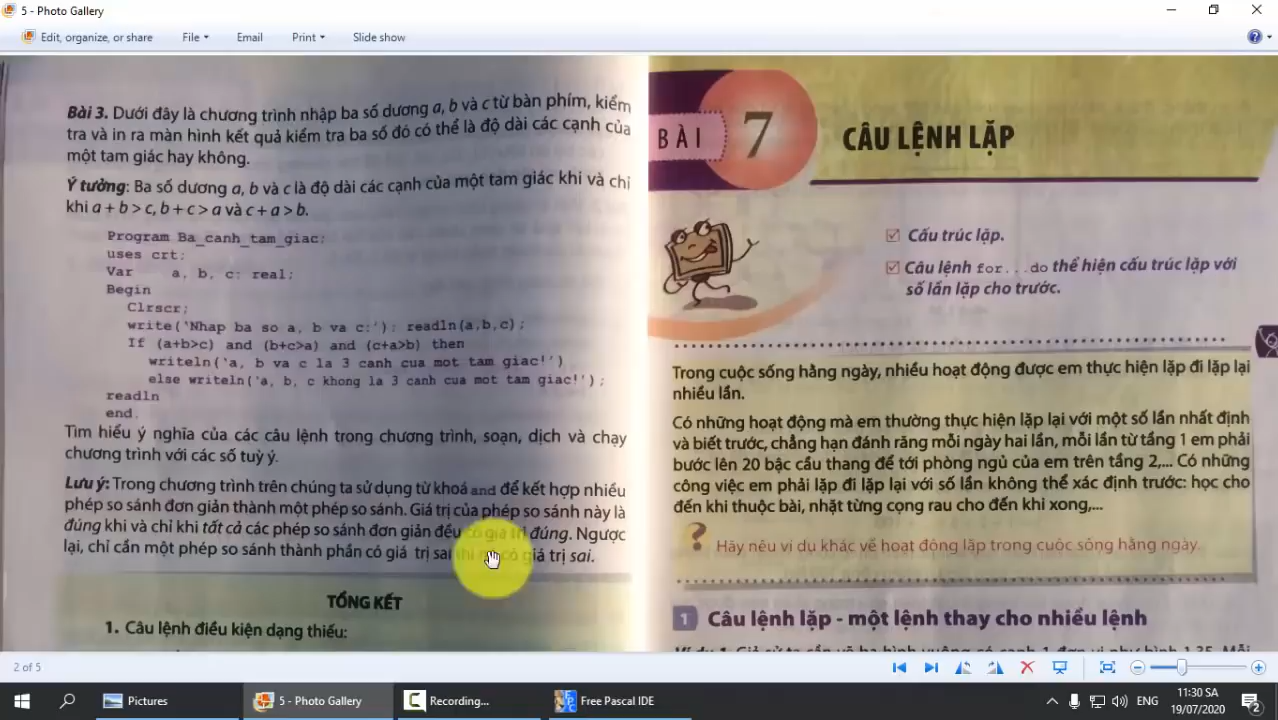 5 - Photo Gallery
Edit, organize, or share
File
Email
Print
Slide show
Bài 3. Dưới đây là chương trình nhập ba số dương a, b và c từ bàn phím, kiểm
tra và in ra màn hình kết quả kiểm tra ba số đó có thể là độ dài các cạnh của
một tam giác hay không.
Ý tưởng: Ba số dương a, b và c là độ dài các cạnh của một tam giác khi và chỉ
khi a + b > c, b + c > a và c + a > b.
Program Ba_canh_tam_giac;
uses crt;
Var a, b, c: real;
Begin
Clrscr;
write('Nhap ba so a, b va c:'); readln(a,b,c);
If (a+b>c) and (b+c>a) and (c+a>b) then
writeln('a, b va c la 3 canh cua mot tam giac!')
else writeln('a, b, c khong la 3 canh cua mot tam giac!');
readln
end.
Tìm hiểu ý nghĩa của các câu lệnh trong chương trình, soạn, dịch và chạy
chương trình với các số tuỳ ý.
Lưu ý: Trong chương trình trên chúng ta sử dụng từ khoá and để kết hợp nhiều
phép so sánh đơn giản thành một phép so sánh. Giá trị của phép so sánh này là
đúng khi và chỉ khi tất cả các phép so sánh đơn giản đều có giá trị đúng. Ngược
lại, chỉ cần một phép so sánh thành phần có giá trị sai thì nó có giá trị sai.
TỔNG KẾT
1. Câu lệnh điều kiện dạng thiếu:
BÀI 7 CÂU LỆNH LẶP
Cấu trúc lặp.
Câu lệnh for...do thể hiện cấu trúc lặp với
số lần lặp cho trước.
Trong cuộc sống hằng ngày, nhiều hoạt động được em thực hiện lặp đi lặp lại
nhiều lần.
Có những hoạt động mà em thường thực hiện lặp lại với một số lần nhất định
và biết trước, chẳng hạn đánh răng mỗi ngày hai lần, mỗi lần từ tầng 1 em phải
bước lên 20 bậc cầu thang để tới phòng ngủ của em trên tầng 2,... Có những
công việc em phải lặp đi lặp lại với số lần không thể xác định trước: học cho
đến khi thuộc bài, nhặt từng cọng rau cho đến khi xong,...
? Hãy nêu ví dụ khác về hoạt động lặp trong cuộc sống hằng ngày.
1 Câu lệnh lặp - một lệnh thay cho nhiều lệnh
2 of 5
Pictures
5 - Photo Gallery
Recording...
Free Pascal IDE
ENG
11:30 SA
19/07/2020
2